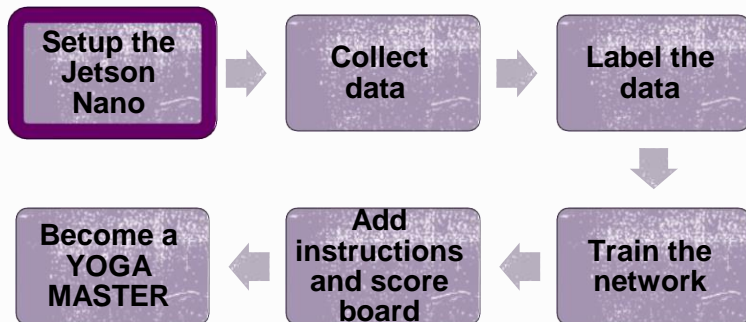 Setup the
Jetson
Nano
Collect
data
Label the
data
Train the
network
Add
instructions
and score
board
Become a
YOGA
MASTER